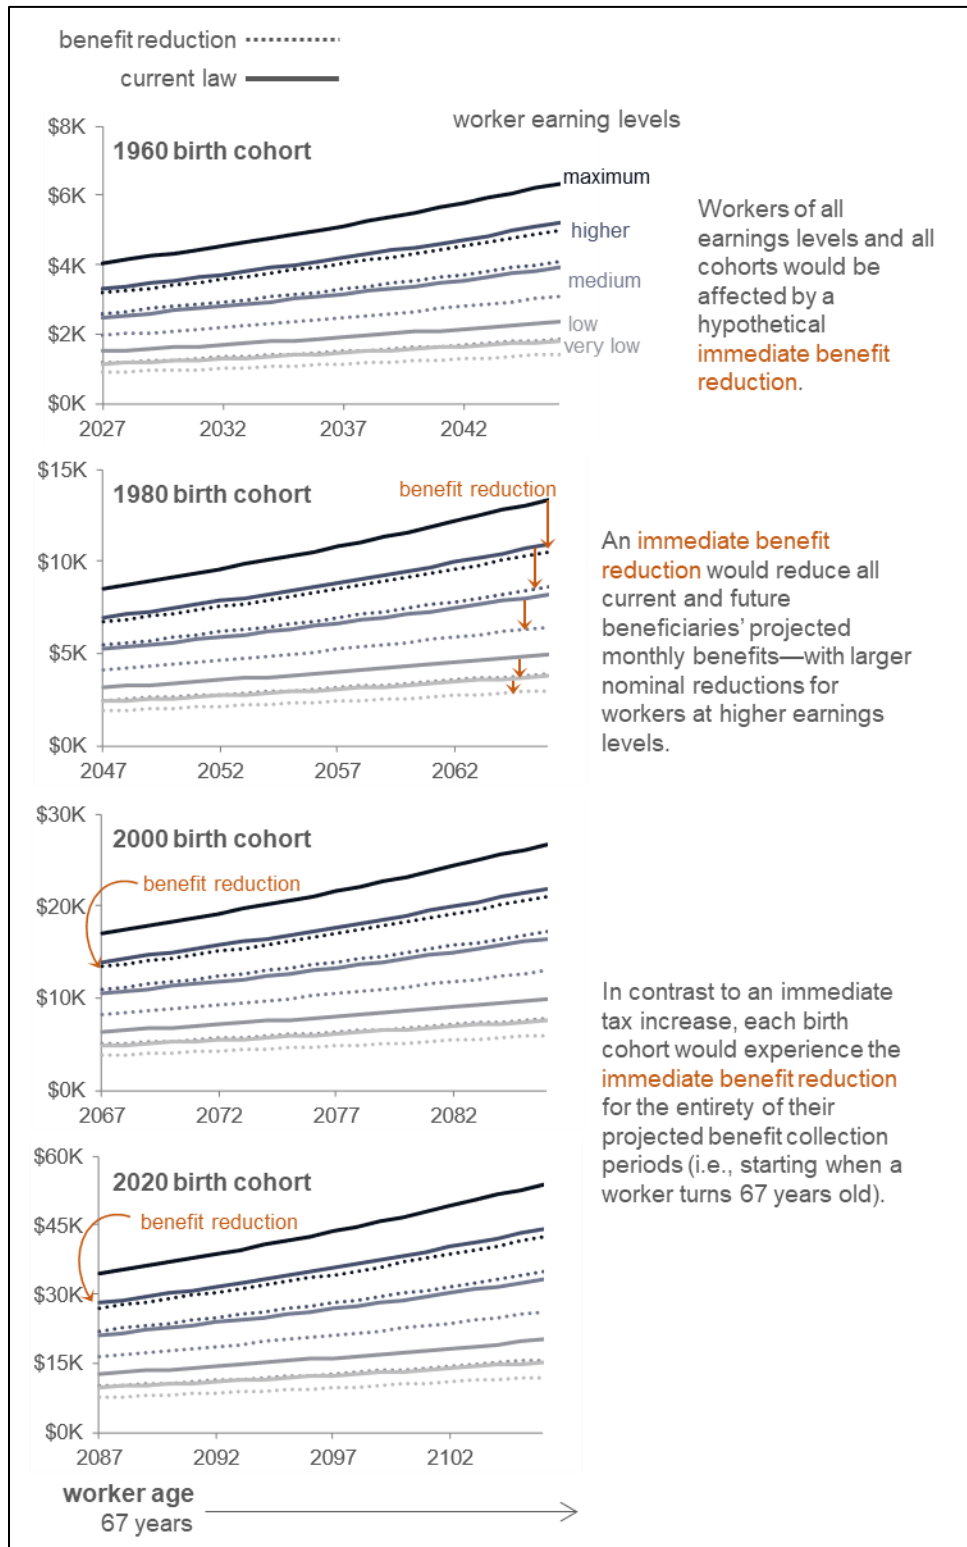 benefit reduction
current law
worker earning levels
$8K
$6K
$4K
$2K
$0K
1960 birth cohort
maximum
higher
medium
low
very low
2027
2032
2037
2042
Workers of all
earnings levels and all
cohorts would be
affected by a
hypothetical
immediate benefit
reduction.
$15K
$10K
$5K
$0K
1980 birth cohort
benefit reduction
2047
2052
2057
2062
An immediate benefit
reduction would reduce all
current and future
beneficiaries’ projected
monthly benefits—with larger
nominal reductions for
workers at higher earnings
levels.
$30K
$20K
$10K
$0K
2000 birth cohort
benefit reduction
2067
2072
2077
2082
In contrast to an immediate
tax increase, each birth
cohort would experience the
immediate benefit reduction
for the entirety of their
projected benefit collection
periods (i.e., starting when a
worker turns 67 years old).
$60K
$45K
$30K
$15K
$0K
2020 birth cohort
benefit reduction
2087
2092
2097
2102
worker age
67 years